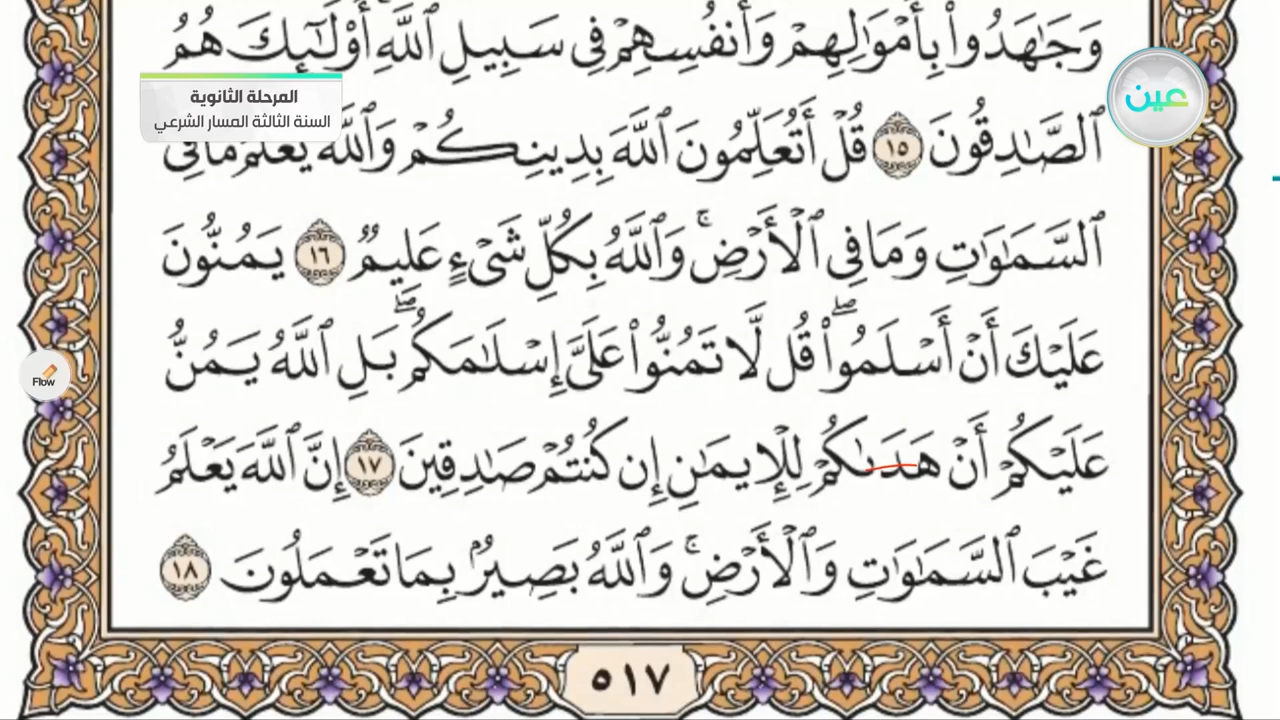 وَجَٰهَدُوا۟ بِأَمْوَٰلِهِمْ وَأَنفُسِهِمْ فِى سَبِيلِ ٱللَّهِ ۚ أُو۟لَٰٓئِكَ هُمُ
عين
المرحلة الثانوية
السنة الثالثة المسار الشرعي
ٱلصَّٰدِقُونَ ١٥ قُلْ أَتُعَلِّمُونَ ٱللَّهَ بِدِينِكُمْ وَٱللَّهُ يَعْلَمُ مَا فِى
ٱلسَّمَٰوَٰتِ وَمَا فِى ٱلْأَرْضِ ۚ وَٱللَّهُ بِكُلِّ شَىْءٍ عَلِيمٌ ١٦ يَمُنُّونَ
عَلَيْكَ أَنْ أَسْلَمُوا۟ ۖ قُل لَّا تَمُنُّوا۟ عَلَىَّ إِسْلَٰمَكُم ۖ بَلِ ٱللَّهُ يَمُنُّ
Flow
عَلَيْكُمْ أَنْ هَدَىٰكُمْ لِلْإِيمَٰنِ إِن كُنتُمْ صَٰدِقِينَ ١٧ إِنَّ ٱللَّهَ يَعْلَمُ
غَيْبَ ٱلسَّمَٰوَٰتِ وَٱلْأَرْضِ ۚ وَٱللَّهُ بَصِيرٌۢ بِمَا تَعْمَلُونَ ١٨
٥١٧